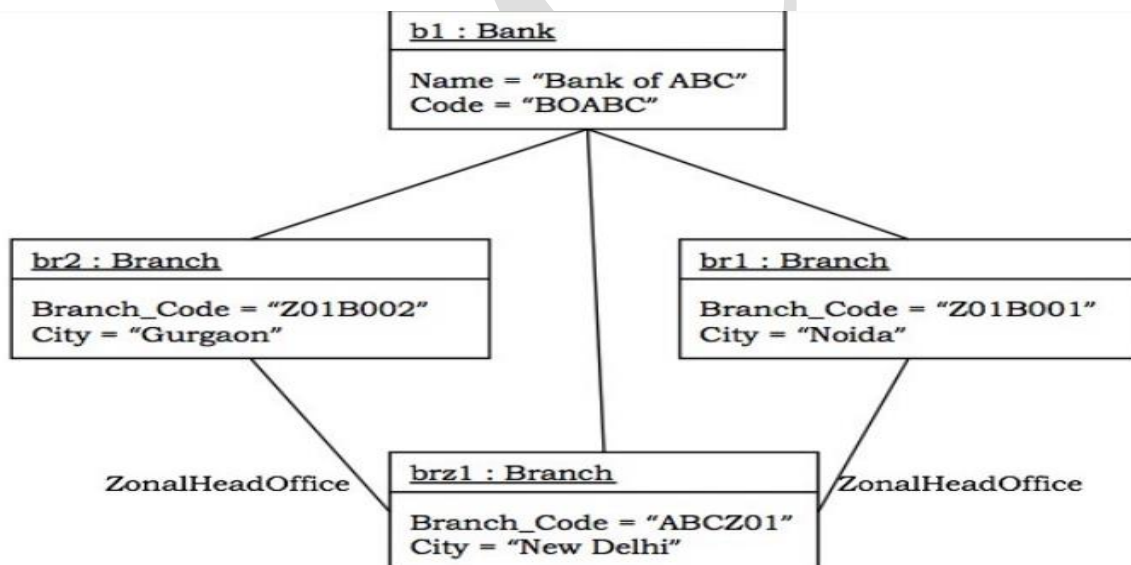 b1 : Bank
Name = “Bank of ABC”
Code = “BOABC”
br2 : Branch
Branch_Code = “Z01B002”
City = “Gurgaon”
br1 : Branch
Branch_Code = “Z01B001”
City = “Noida”
ZonalHeadOffice
brz1 : Branch
Branch_Code = “ABCZ01”
City = “New Delhi”
ZonalHeadOffice